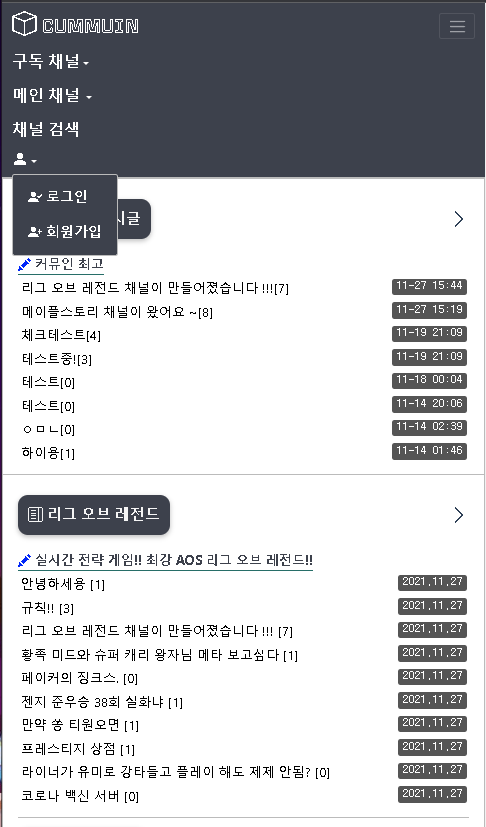 CUMMUIN
구독 채널
메인 채널
채널 검색
로그인
회원가입
시글
커뮤인 최고
리그 오브 레전드 채널이 만들어졌습니다 !!![7] 11-27 15:44
메이플스토리 채널이 왔어요 ~[8] 11-27 15:19
체크테스트[4] 11-19 21:09
테스트중![3] 11-19 21:09
테스트[0] 11-18 00:04
테스트[0] 11-14 20:06
ㅇㅁㄴ[0] 11-14 02:39
하이용[1] 11-14 01:46
리그 오브 레전드
실시간 전략 게임!! 최강 AOS 리그 오브 레전드!!
안녕하세용 [1] 2021.11.27
규칙!! [3] 2021.11.27
리그 오브 레전드 채널이 만들어졌습니다 !!! [7] 2021.11.27
황족 미드와 슈퍼 캐리 왕자님 메타 보고싶다 [1] 2021.11.27
페이커의 징크스. [0] 2021.11.27
젠지 준우승 38회 실화냐 [1] 2021.11.27
만약 쏭 티원오면 [1] 2021.11.27
프레스티지 상점 [1] 2021.11.27
라이너가 유미로 강타들고 플레이 해도 제제 안됨? [0] 2021.11.27
코로나 백신 서버 [0] 2021.11.27